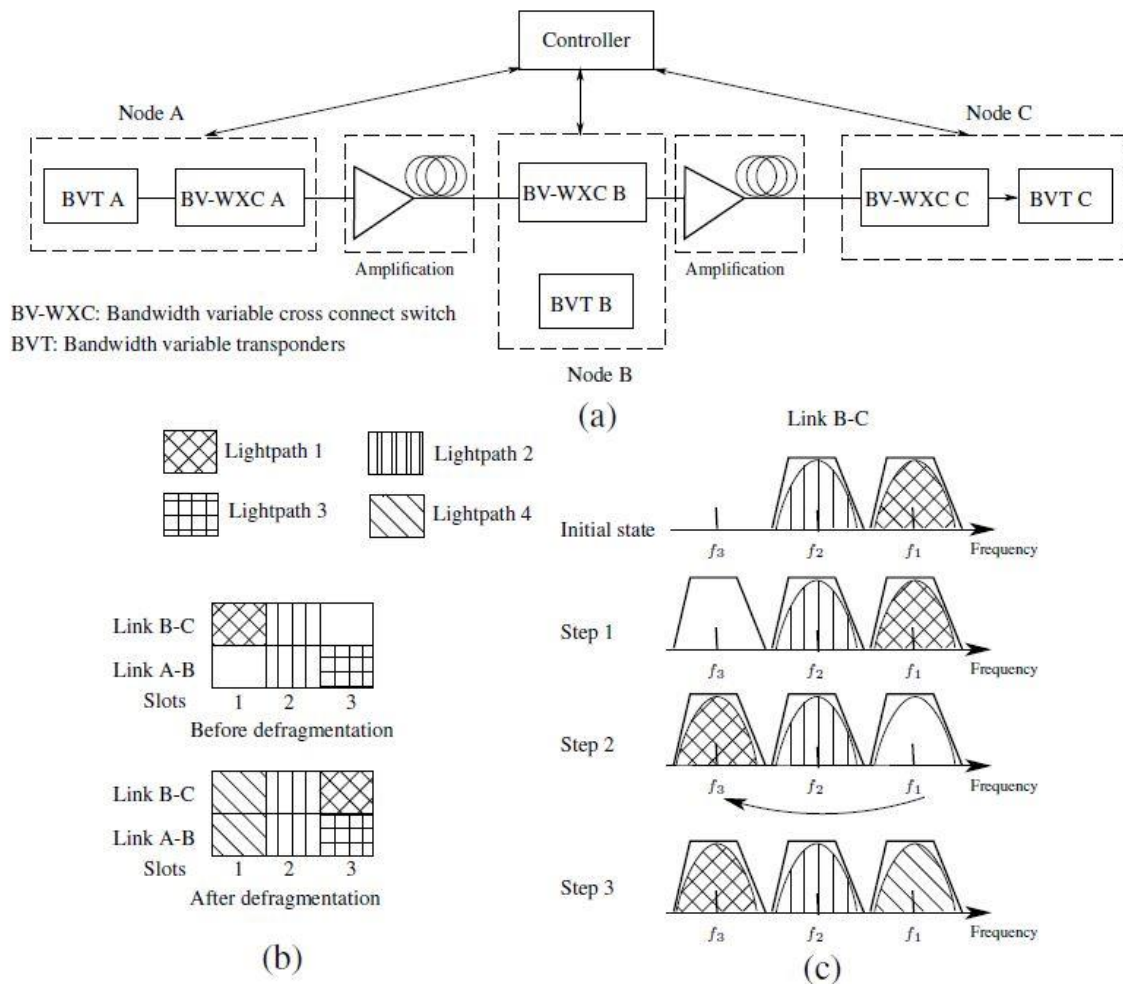 Controller
Node A
Node C
BVT A
BV-WXC A
BV-WXC B
BV-WXC C
BVT C
Amplification
Amplification
BVT B
BV-WXC: Bandwidth variable cross connect switch
BVT: Bandwidth variable transponders
Node B
(a)
Lightpath 1
Lightpath 2
Lightpath 3
Lightpath 4
Link B-C
Link A-B
Slots 1 2 3
Before defragmentation
Link B-C
Link A-B
Slots 1 2 3
After defragmentation
(b)
Link B-C
Initial state
f3 f2 f1 Frequency
Step 1
f3 f2 f1 Frequency
Step 2
f3 f2 f1 Frequency
Step 3
f3 f2 f1 Frequency
(c)